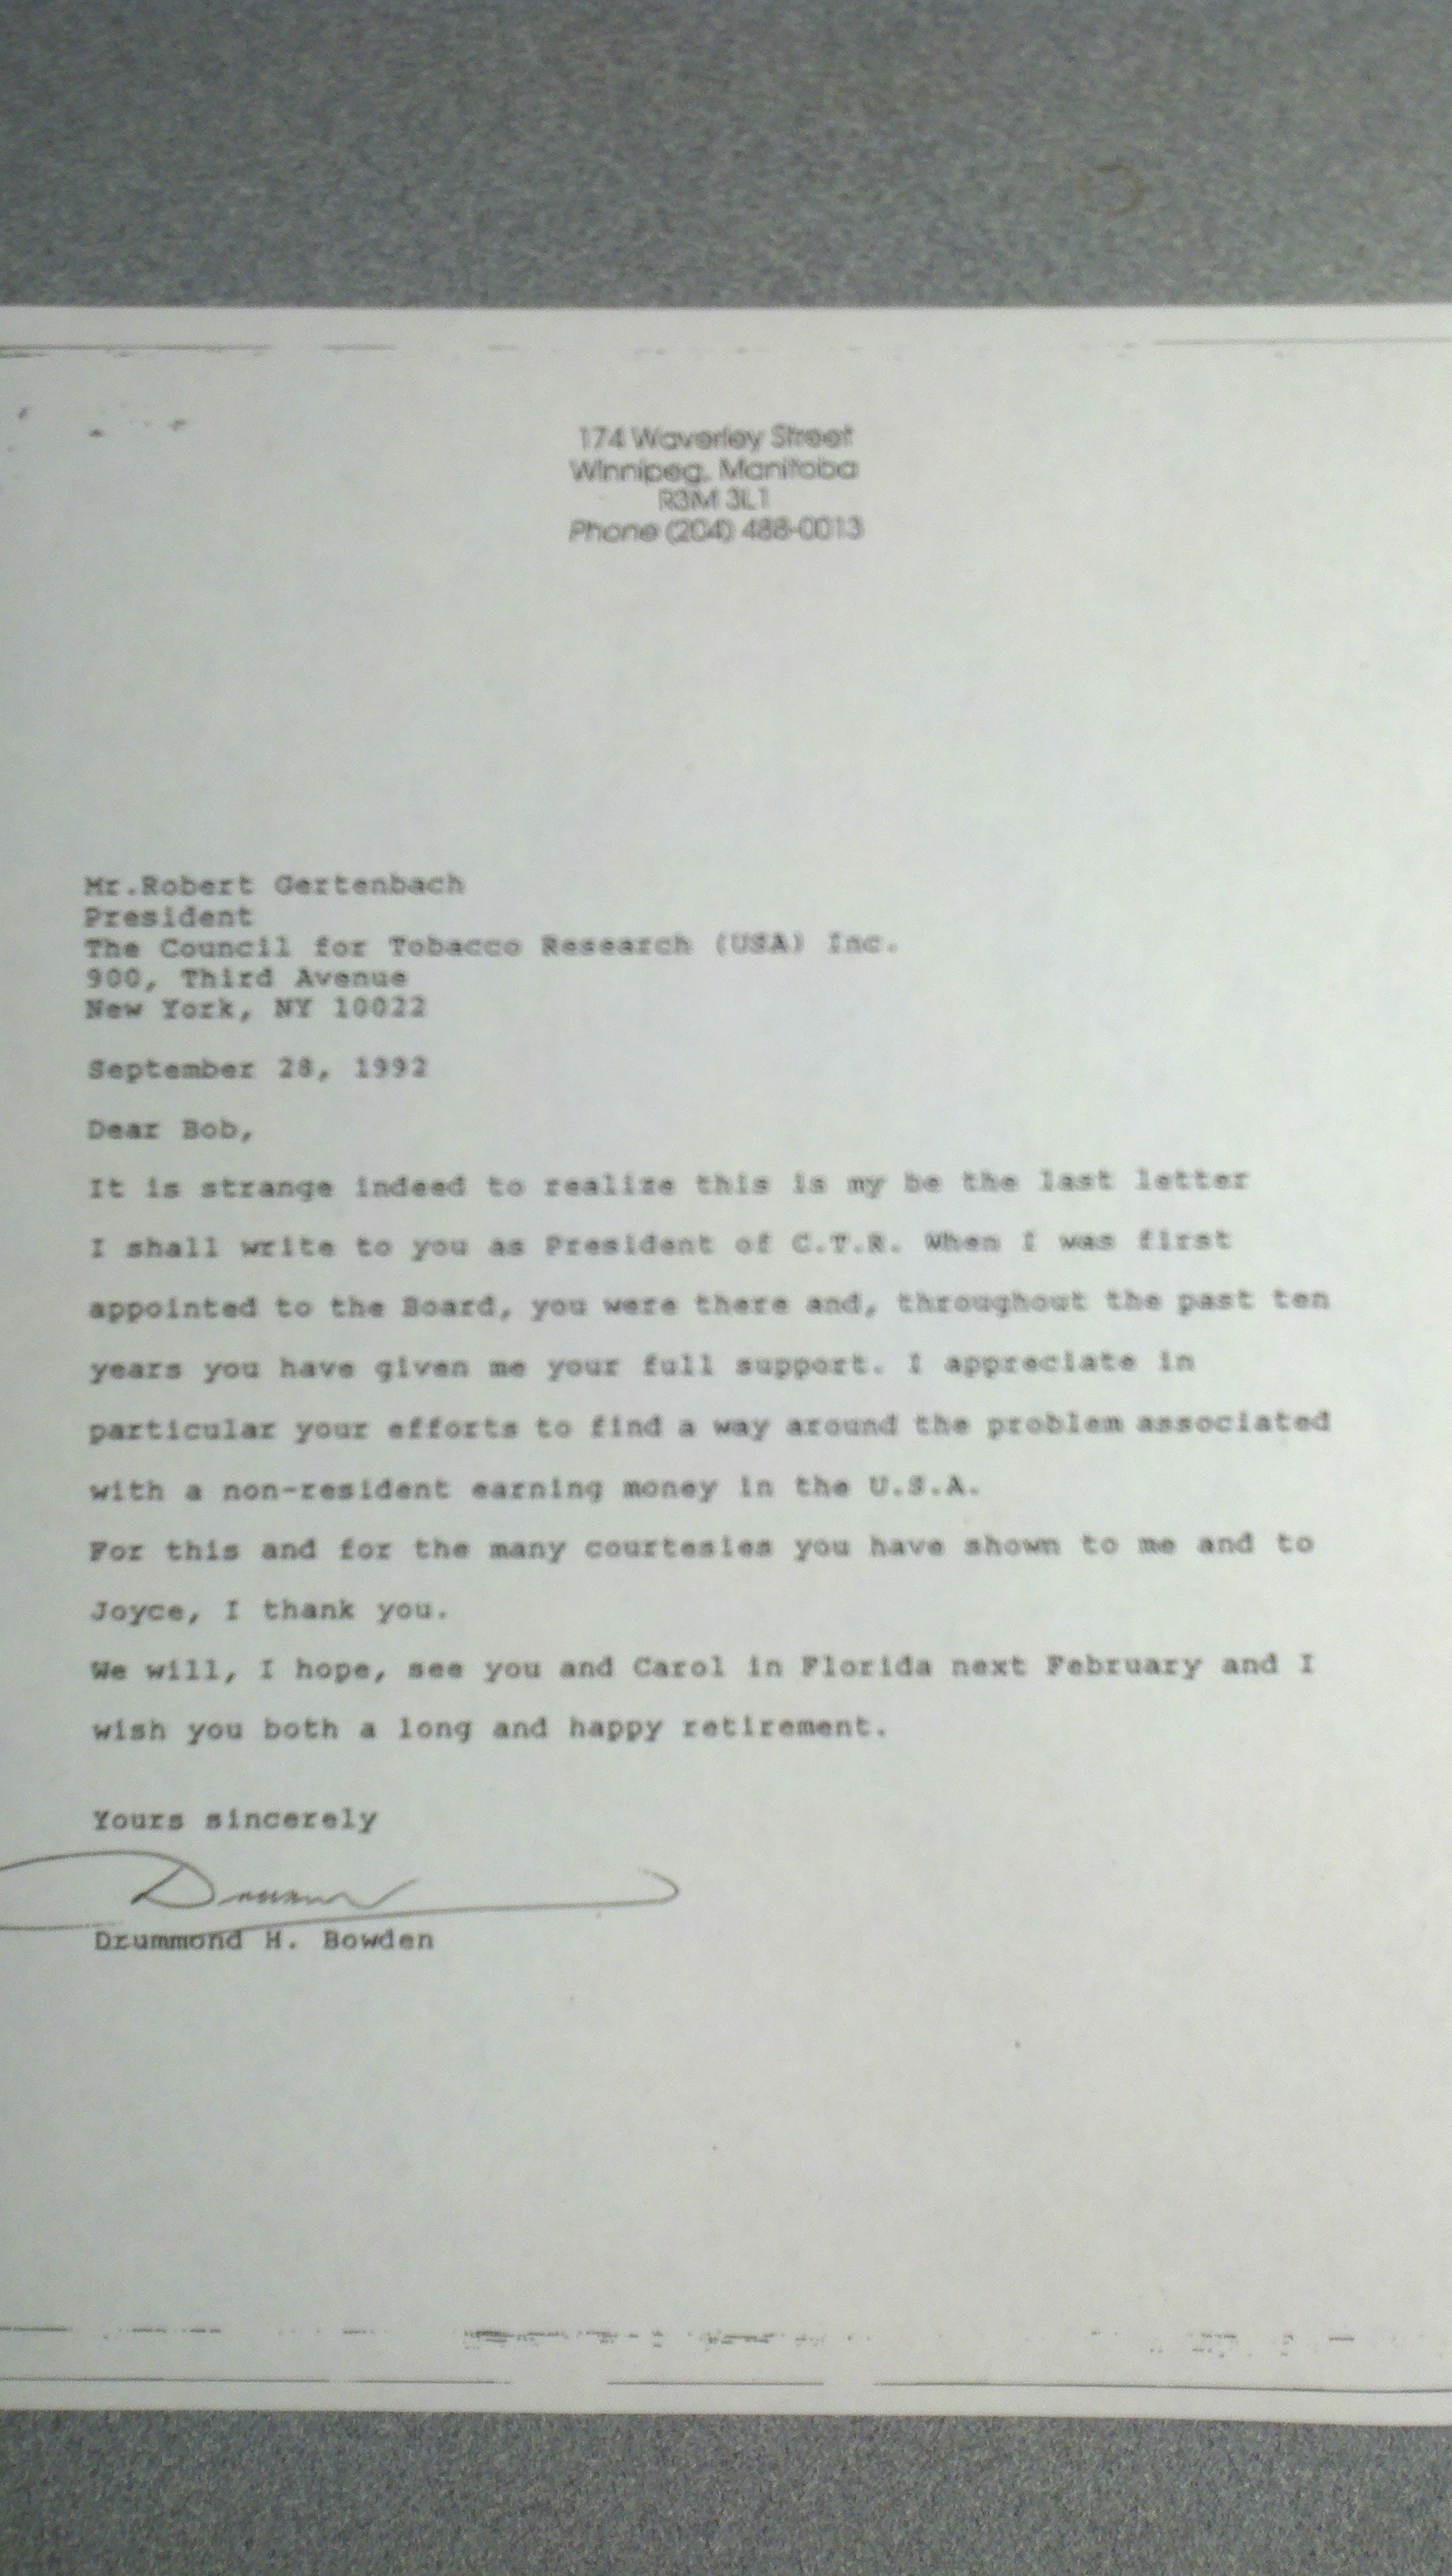 174 Waverley Street
Winnipeg, Manitoba
R3M 3L1
Phone (204) 488-0013
Mr.Robert Gertenbach
President
The Council for Tobacco Research (USA) Inc.
900, Third Avenue
New York, NY 10022
September 28, 1992
Dear Bob,
It is strange indeed to realize this is my be the last letter
I shall write to you as President of C.T.R. When I was first
appointed to the Board, you were there and, throughout the past ten
years you have given me your full support. I appreciate in
particular your efforts to find a way around the problem associated
with a non-resident earning money in the U.S.A.
For this and for the many courtesies you have shown to me and to
Joyce, I thank you.
We will, I hope, see you and Carol in Florida next February and I
wish you both a long and happy retirement.
Yours sincerely
Drummond H. Bowden